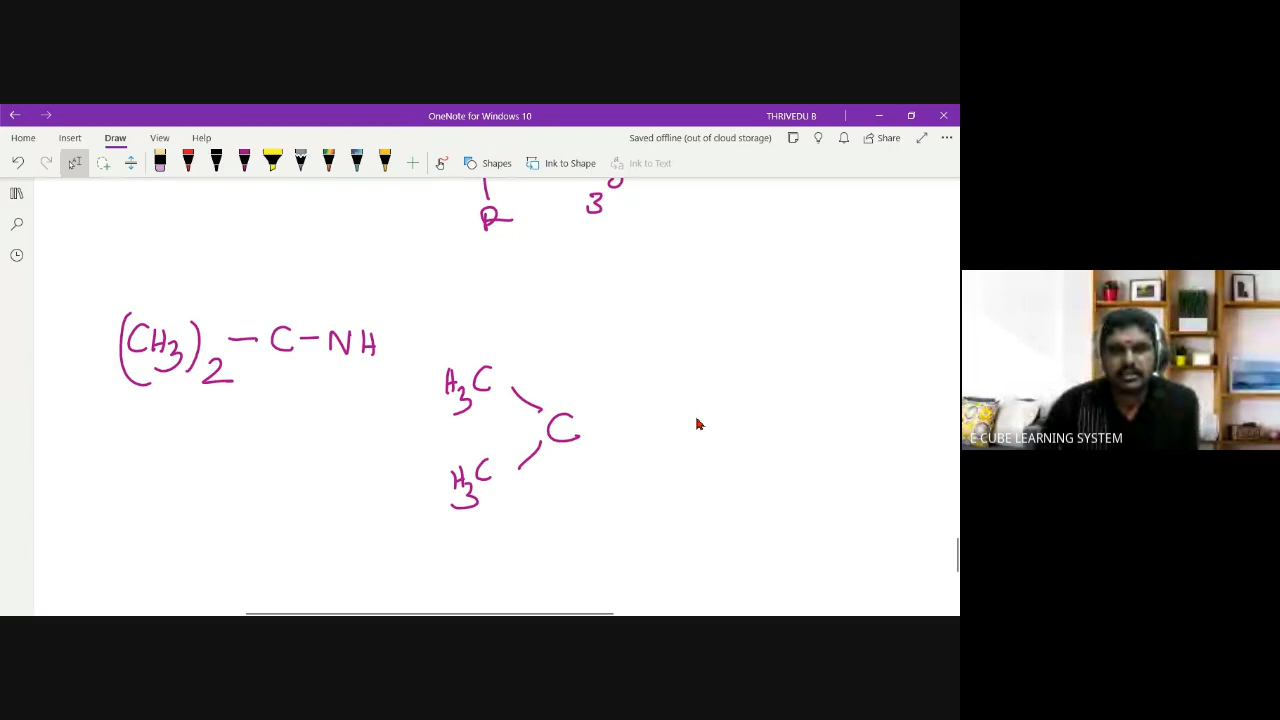 OneNote for Windows 10
THRIVEDU B
Home Insert Draw View Help
Saved offline (out of cloud storage)
Share
Shapes
Ink to Shape
Ink to Text
R 3°
(CH3)2 – C – NH
H3C
C
H3C
E CUBE LEARNING SYSTEM